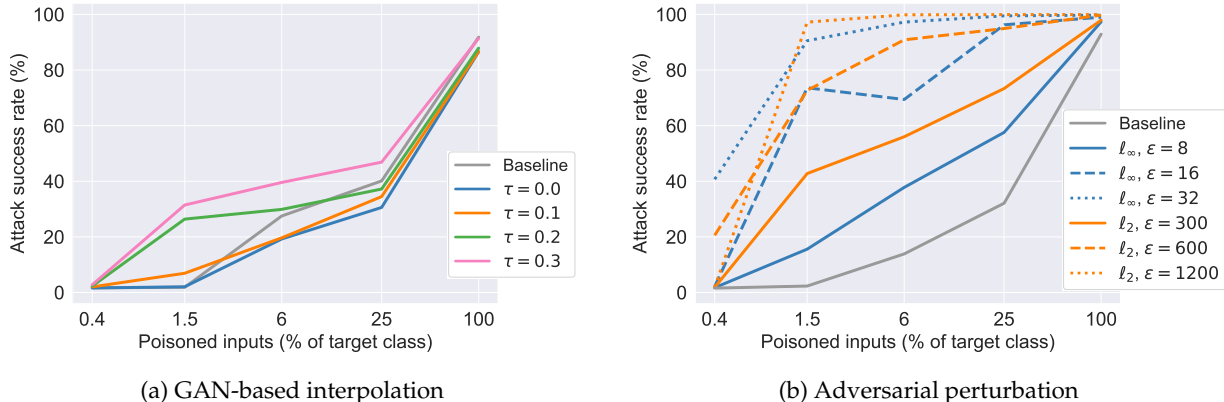 100
80
60
40
20
0
Attack success rate (%)
0.4 1.5 6 25 100
Poisoned inputs (% of target class)
Baseline
τ = 0.0
τ = 0.1
τ = 0.2
τ = 0.3
(a) GAN-based interpolation
100
80
60
40
20
0
Attack success rate (%)
0.4 1.5 6 25 100
Poisoned inputs (% of target class)
Baseline
ℓ∞, ε = 8
ℓ∞, ε = 16
ℓ∞, ε = 32
ℓ₂, ε = 300
ℓ₂, ε = 600
ℓ₂, ε = 1200
(b) Adversarial perturbation